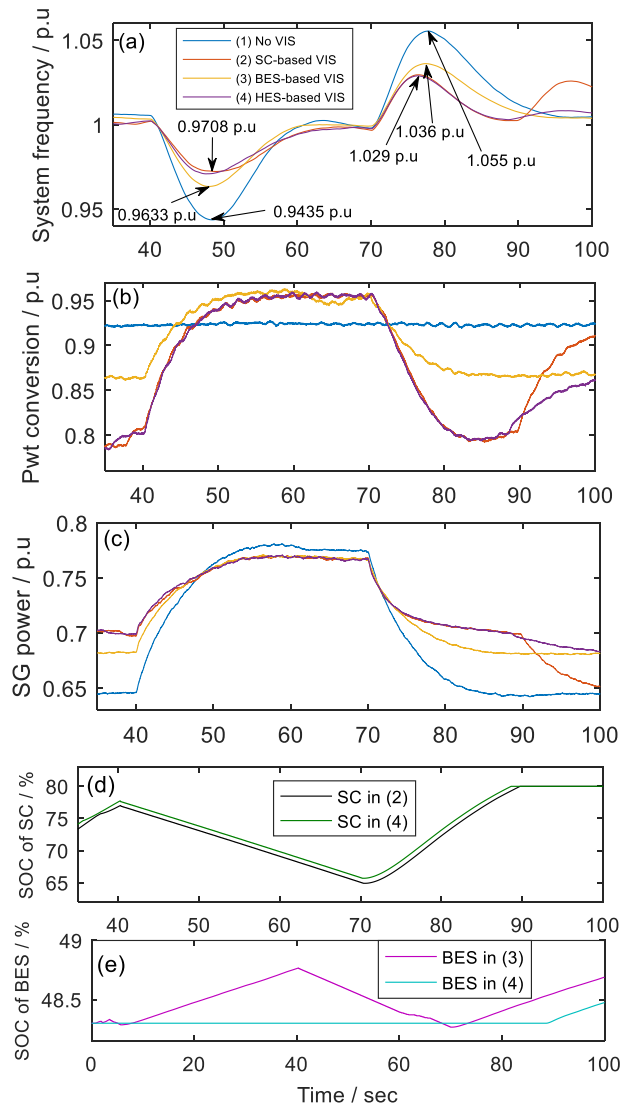 System frequency / p.u
1.05
1
0.95
(a)
(1) No VIS
(2) SC-based VIS
(3) BES-based VIS
(4) HES-based VIS
0.9708 p.u
0.9633 p.u
0.9435 p.u
1.036 p.u
1.029 p.u
1.055 p.u
40 50 60 70 80 90 100
Pwt conversion / p.u
0.95
0.9
0.85
0.8
(b)
40 50 60 70 80 90 100
SG power / p.u
0.8
0.75
0.7
0.65
(c)
40 50 60 70 80 90 100
SOC of SC / %
80
75
70
65
(d)
SC in (2)
SC in (4)
40 50 60 70 80 90 100
SOC of BES / %
49
48.5
(e)
BES in (3)
BES in (4)
0 20 40 60 80 100
Time / sec